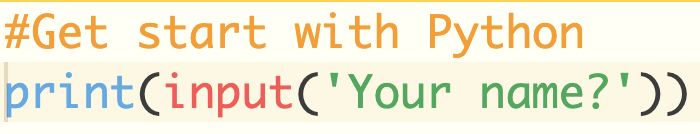 #Get start with Python
print(input('Your name?'))